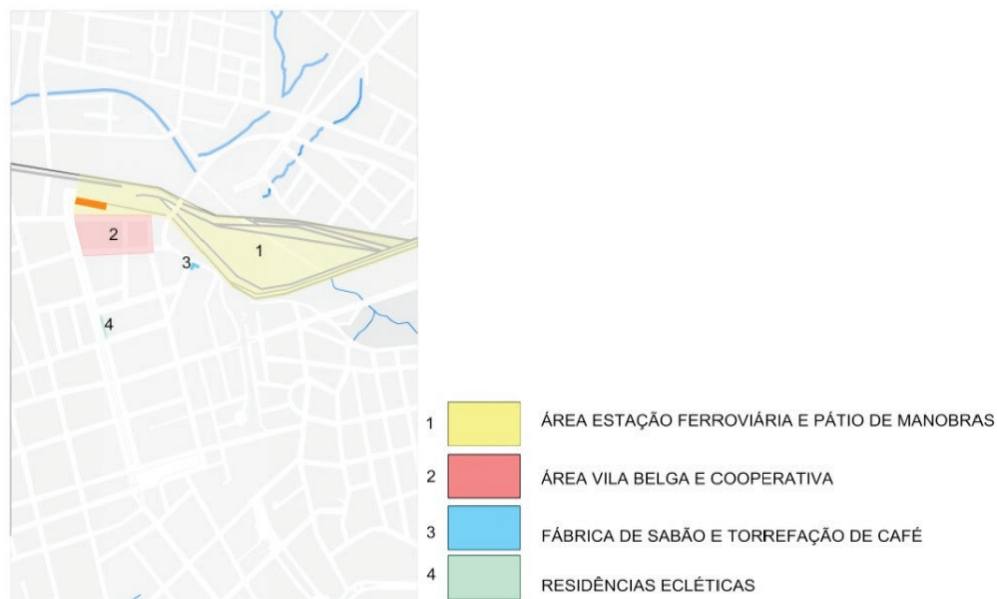 2
1
3
4
1 ÁREA ESTAÇÃO FERROVIÁRIA E PÁTIO DE MANOBRAS
2 ÁREA VILA BELGA E COOPERATIVA
3 FÁBRICA DE SABÃO E TORREFAÇÃO DE CAFÉ
4 RESIDÊNCIAS ECLÉTICAS